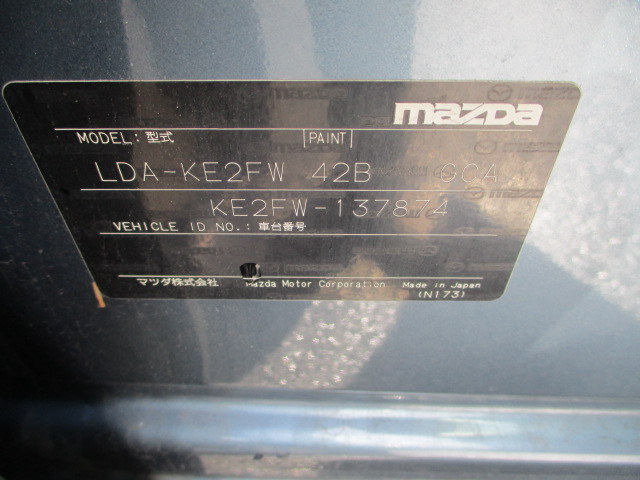 mazda
MODEL: 型式 PAINT
LDA-KE2FW 42B GCA
KE2FW-137874
VEHICLE ID NO.: 車台番号
マツダ株式会社 Mazda Motor Corporation Made in Japan
(N173)